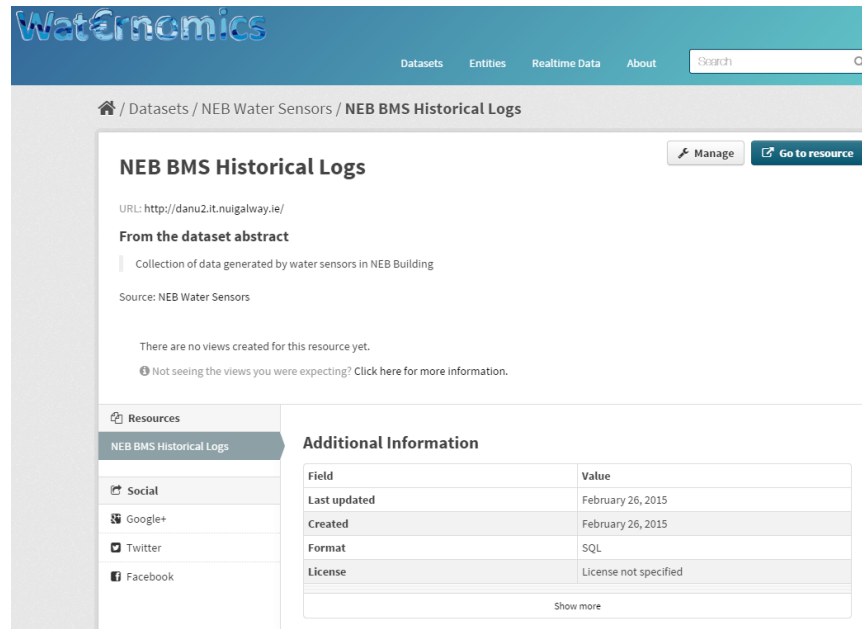 Wat€rnomics
Datasets Entities Realtime Data About Search
/ Datasets / NEB Water Sensors / NEB BMS Historical Logs
Manage Go to resource
NEB BMS Historical Logs
URL: http://danu2.it.nuigalway.ie/
From the dataset abstract
Collection of data generated by water sensors in NEB Building
Source: NEB Water Sensors
There are no views created for this resource yet.
Not seeing the views you were expecting? Click here for more information.
Resources
NEB BMS Historical Logs
Social
Google+
Twitter
Facebook
Additional Information
Field Value
Last updated February 26, 2015
Created February 26, 2015
Format SQL
License License not specified
Show more